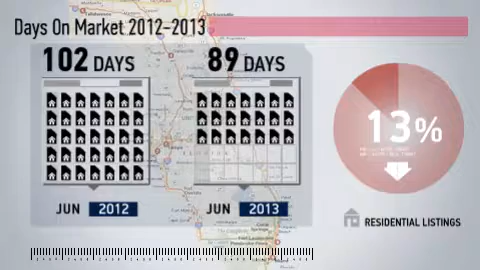 Days On Market 2012-2013
102 DAYS
89 DAYS
13%
JUN 2012
JUN 2013
RESIDENTIAL LISTINGS